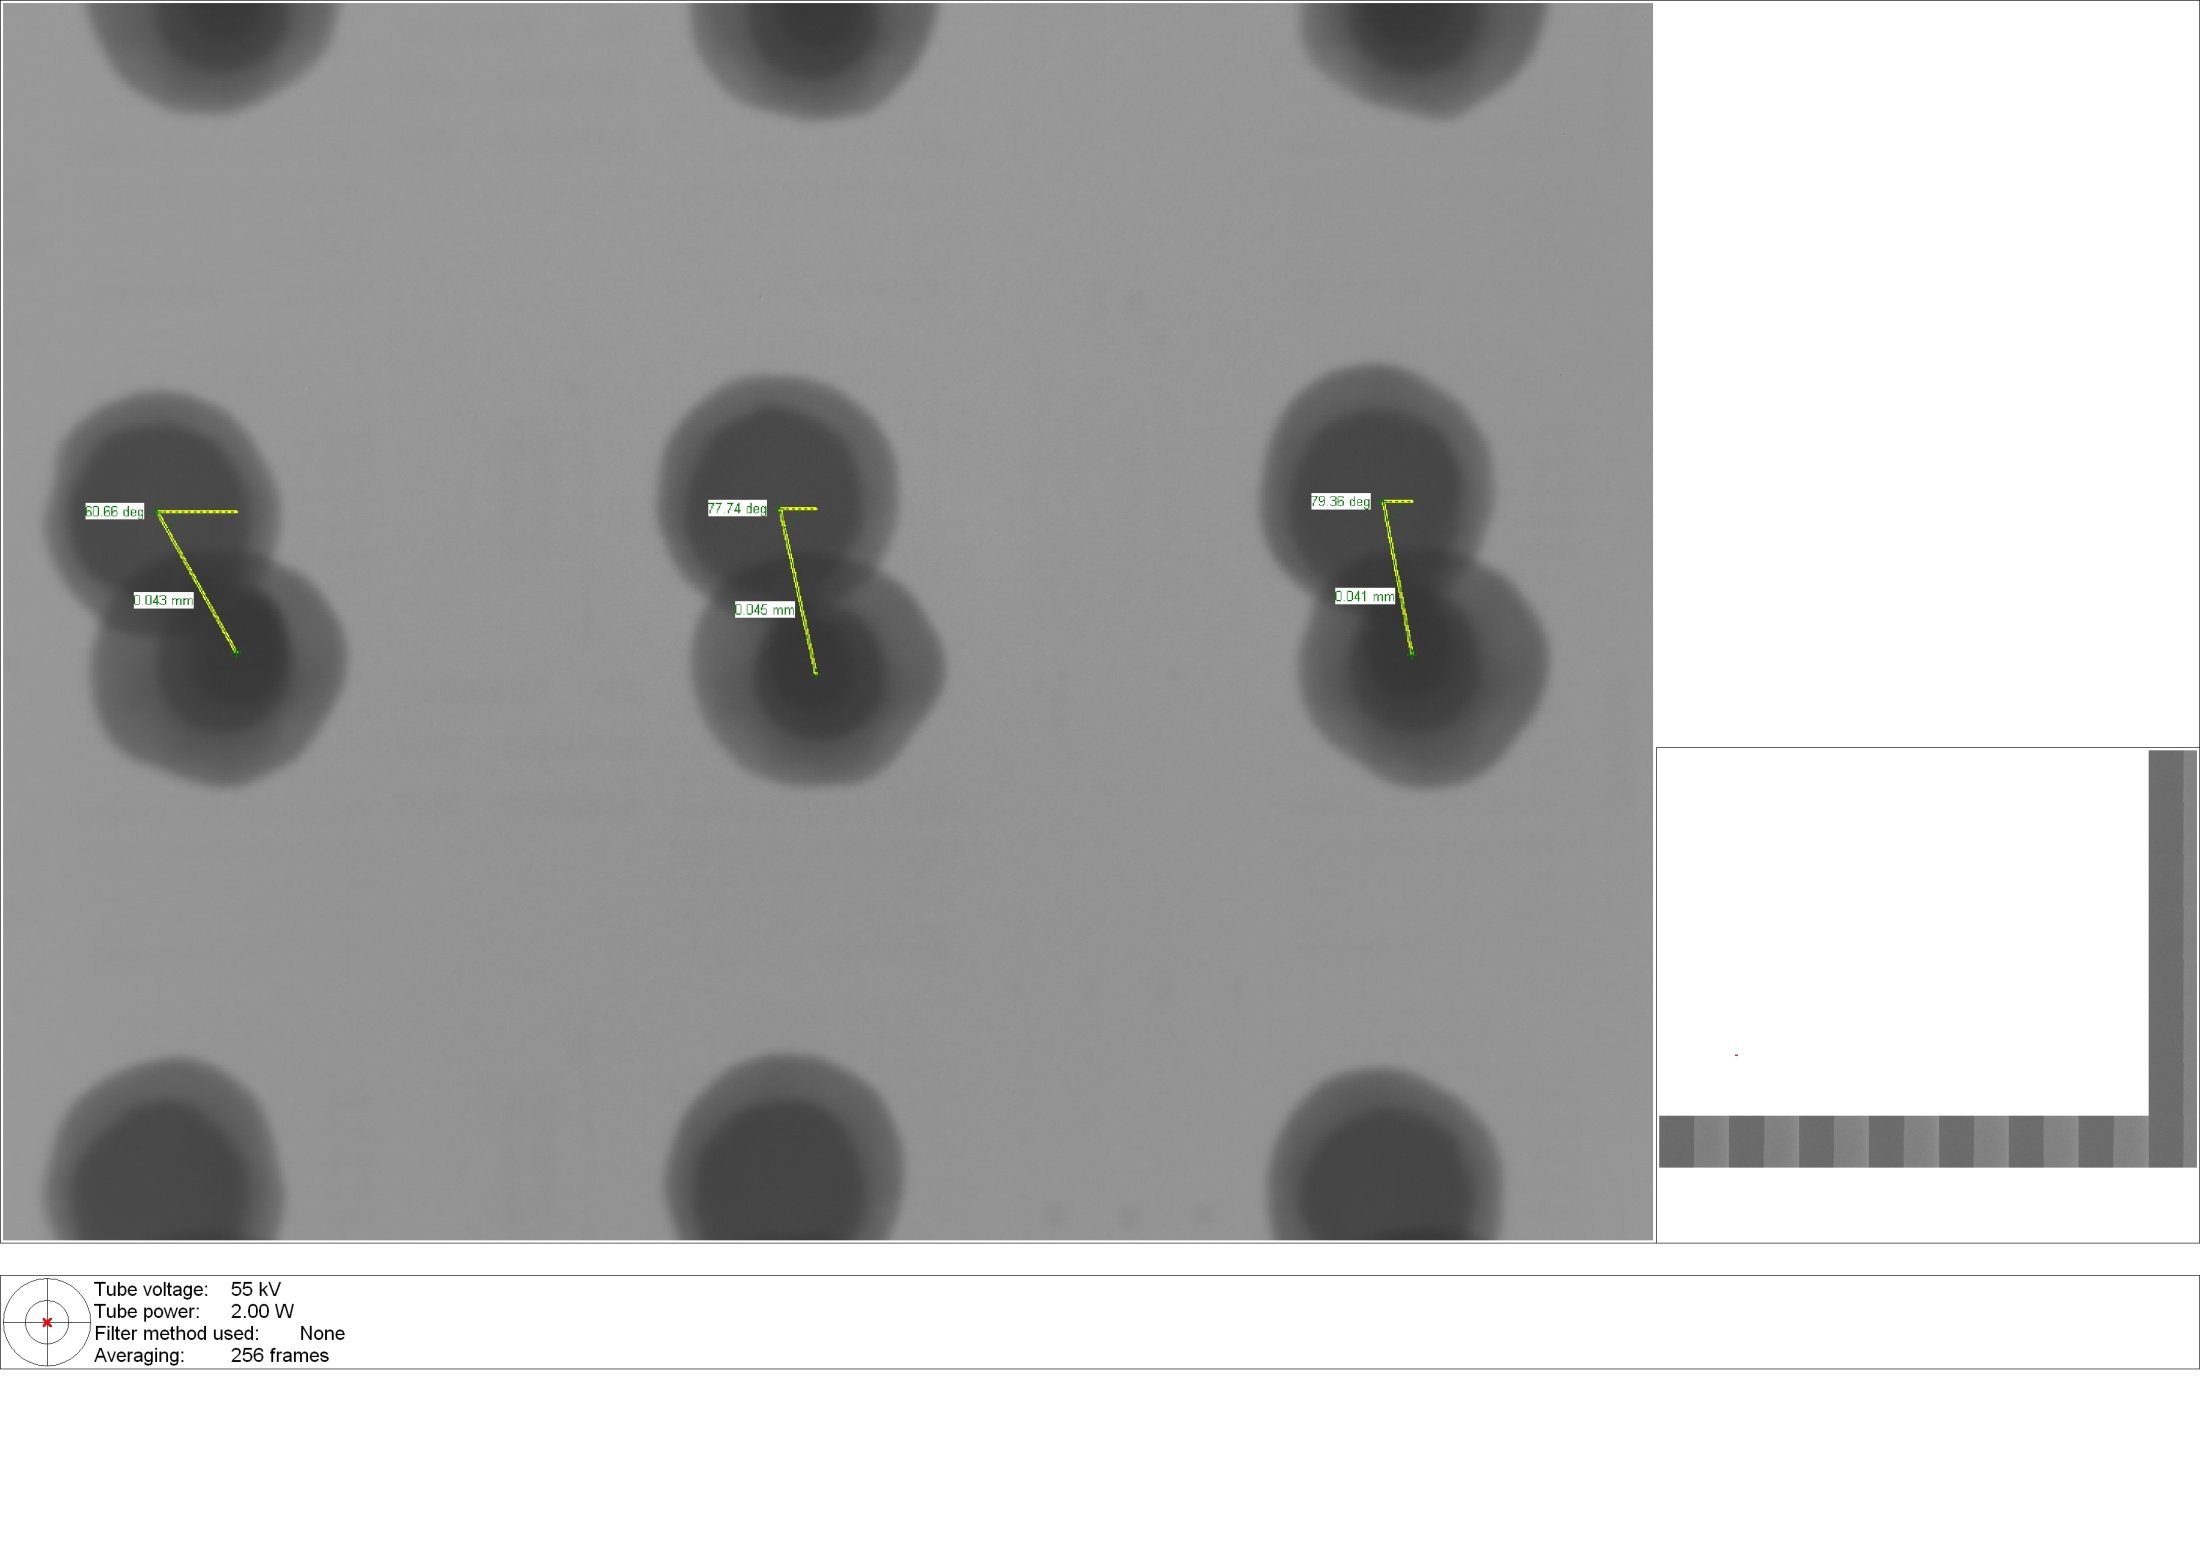 79.36 deg
77.74 deg
60.66 deg
0.041 mm
0.043 mm
0.045 mm
Tube voltage: 55 kV
Tube power: 2.00 W
Filter method used: None
Averaging: 256 frames